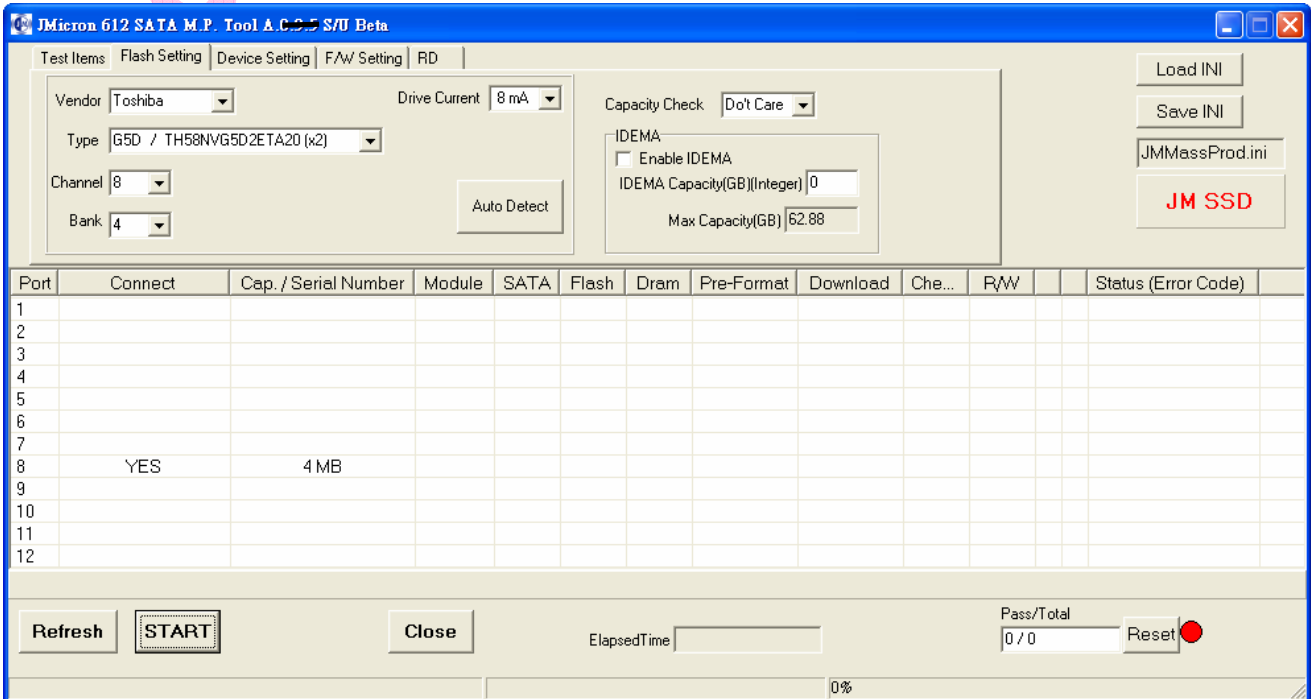 JMicron 612 SATA M.P. Tool A. S/U Beta
Test Items Flash Setting Device Setting F/W Setting RD
Load INI
Vendor Toshiba Drive Current 8 mA Capacity Check Do't Care
Save INI
Type G5D / TH58NVG5D2ETA20 (x2)
IDEMA
Enable IDEMA
JMMassProd.ini
Channel 8
IDEMA Capacity(GB)(Integer) 0
Auto Detect
JM SSD
Bank 4
Max Capacity(GB) 62.88
Port Connect Cap. / Serial Number Module SATA Flash Dram Pre-Format Download Che... R/W Status (Error Code)
1
2
3
4
5
6
7
8 YES 4 MB
9
10
11
12
Refresh START Close ElapsedTime
Pass/Total
0 / 0 Reset
0%